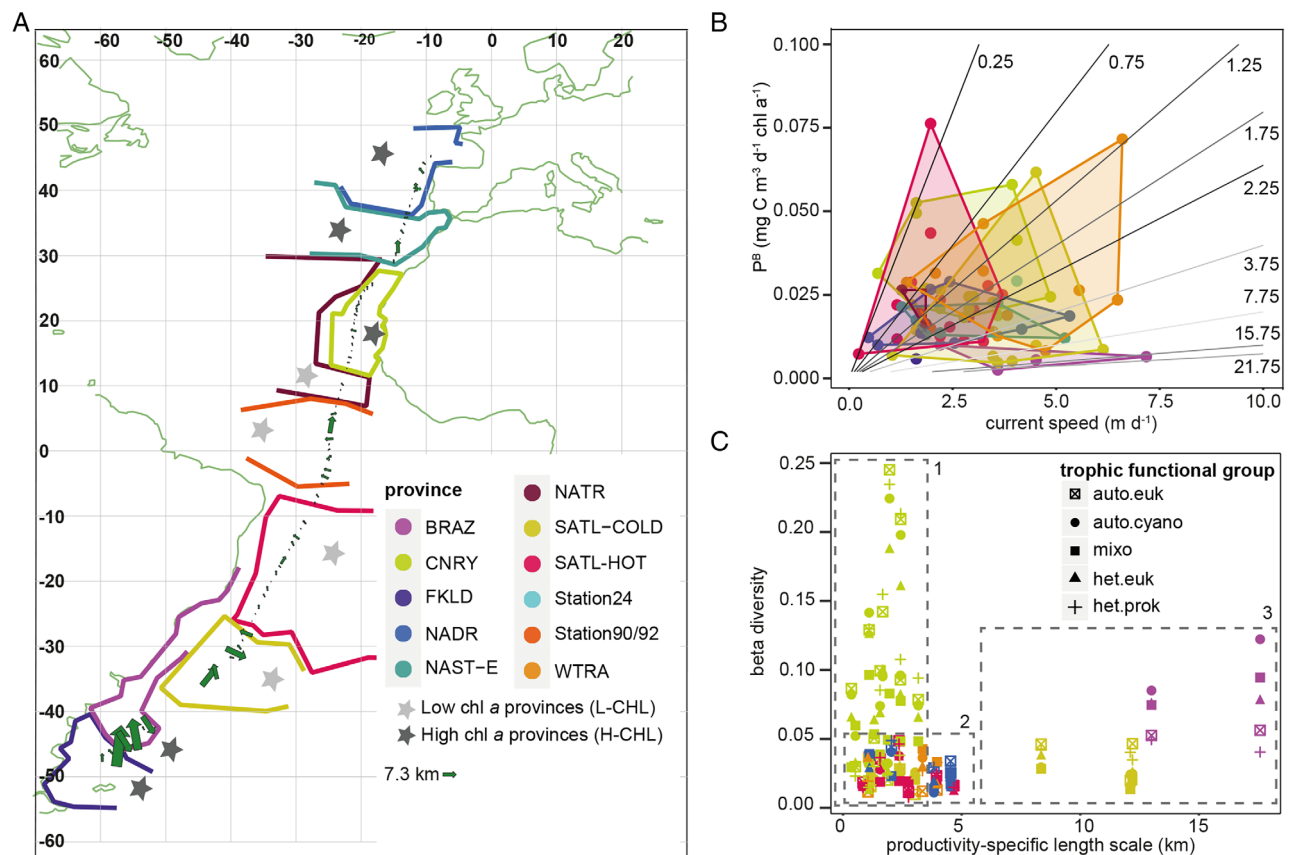 A
-60 -50 -40 -30 -20 -10 0 10 20
60
50
40
30
20
10
0
-10
-20
-30
-40
-50
-60
province
BRAZ
CNRY
FKLD
NADR
NAST−E
NATR
SATL−COLD
SATL-HOT
Station24
Station90/92
WTRA
Low chl a provinces (L-CHL)
High chl a provinces (H-CHL)
7.3 km
B
0.100
0.075
0.050
0.025
0.000
Pᴮ (mg C m⁻³ d⁻¹ chl a⁻¹)
0.25
0.75
1.25
1.75
2.25
3.75
7.75
15.75
21.75
0.0 2.5 5.0 7.5 10.0
current speed (m d⁻¹)
C
0.25
0.20
0.15
0.10
0.05
0.00
beta diversity
1
2
3
trophic functional group
auto.euk
auto.cyano
mixo
het.euk
het.prok
0 5 10 15
productivity-specific length scale (km)